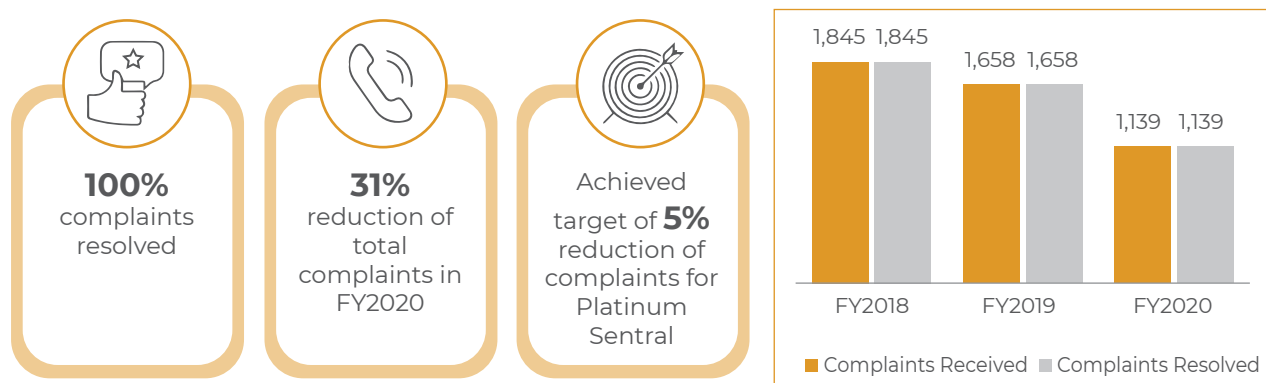 100%
complaints
resolved
31%
reduction of
total
complaints in
FY2020
Achieved
target of 5%
reduction of
complaints for
Platinum
Sentral
1,845 1,845
1,658 1,658
1,139 1,139
FY2018 FY2019 FY2020
Complaints Received Complaints Resolved